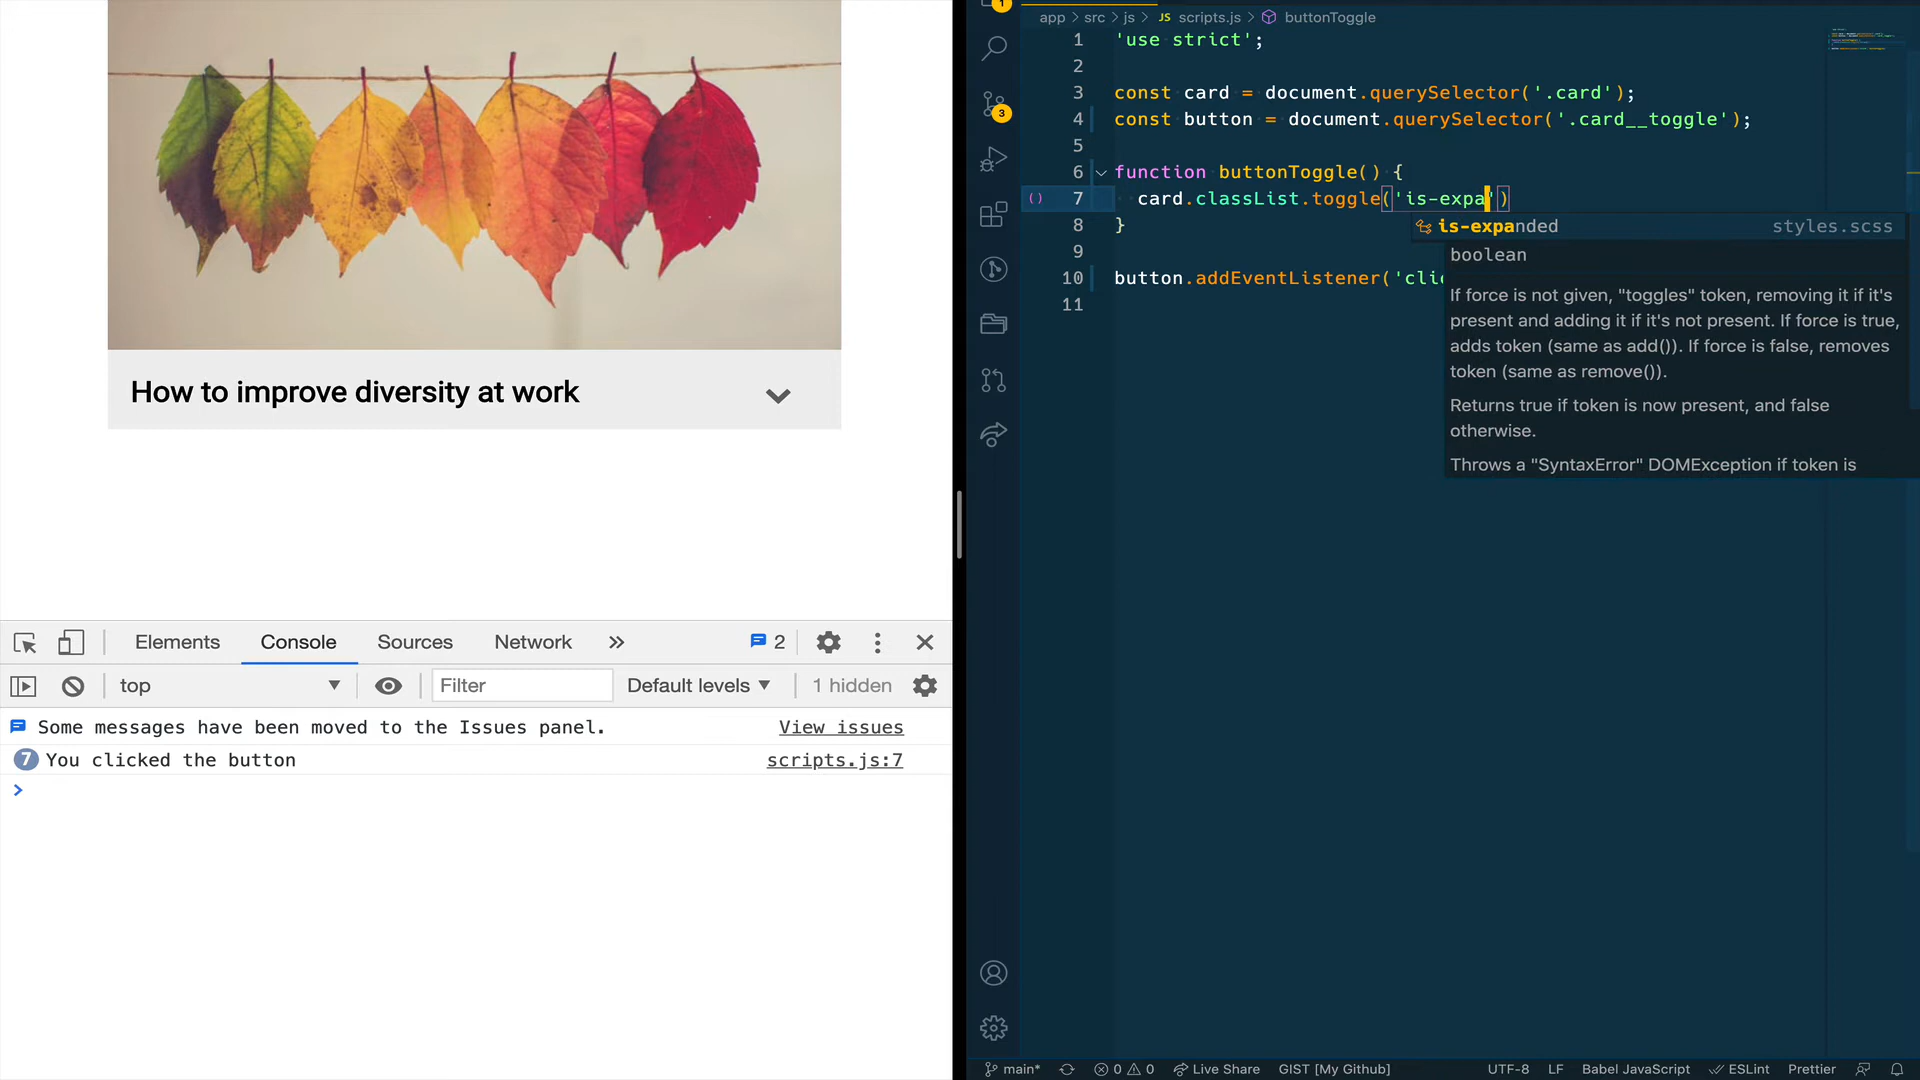 How to improve diversity at work
Elements Console Sources Network » 2
top Filter Default levels 1 hidden
Some messages have been moved to the Issues panel. View issues
7 You clicked the button scripts.js:7
>
1
3
app > src > js > JS scripts.js > buttonToggle
1 'use strict';
2
3 const card = document.querySelector('.card');
4 const button = document.querySelector('.card__toggle');
5
6 function buttonToggle() {
7 card.classList.toggle('is-expa')
8 }
9
10 button.addEventListener('clic
11
is-expanded styles.scss
boolean
If force is not given, "toggles" token, removing it if it's
present and adding it if it's not present. If force is true,
adds token (same as add()). If force is false, removes
token (same as remove()).
Returns true if token is now present, and false
otherwise.
Throws a "SyntaxError" DOMException if token is
main* 0 0 Live Share GIST [My Github] UTF-8 LF Babel JavaScript ESLint Prettier